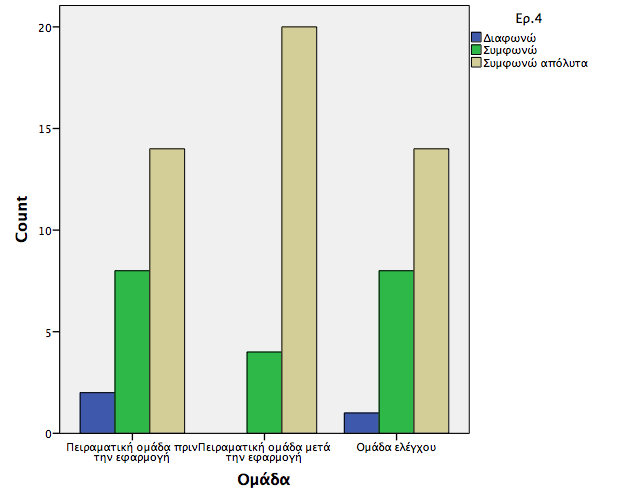 Ερ.4
Διαφωνώ
Συμφωνώ
Συμφωνώ απόλυτα
20
15
10
5
0
Count
Πειραματική ομάδα πριν την εφαρμογή
Πειραματική ομάδα μετά την εφαρμογή
Ομάδα ελέγχου
Ομάδα